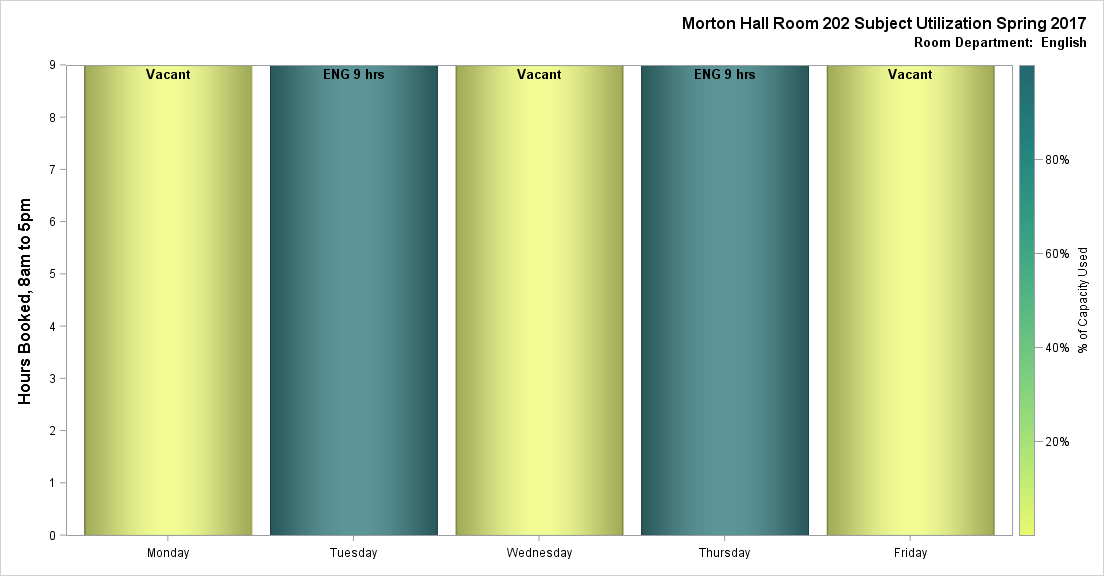 Morton Hall Room 202 Subject Utilization Spring 2017
Room Department:  English
Hours Booked, 8am to 5pm
9
8
7
6
5
4
3
2
1
0
Vacant
ENG 9 hrs
Vacant
ENG 9 hrs
Vacant
Monday
Tuesday
Wednesday
Thursday
Friday
80%
60%
40%
20%
% of Capacity Used